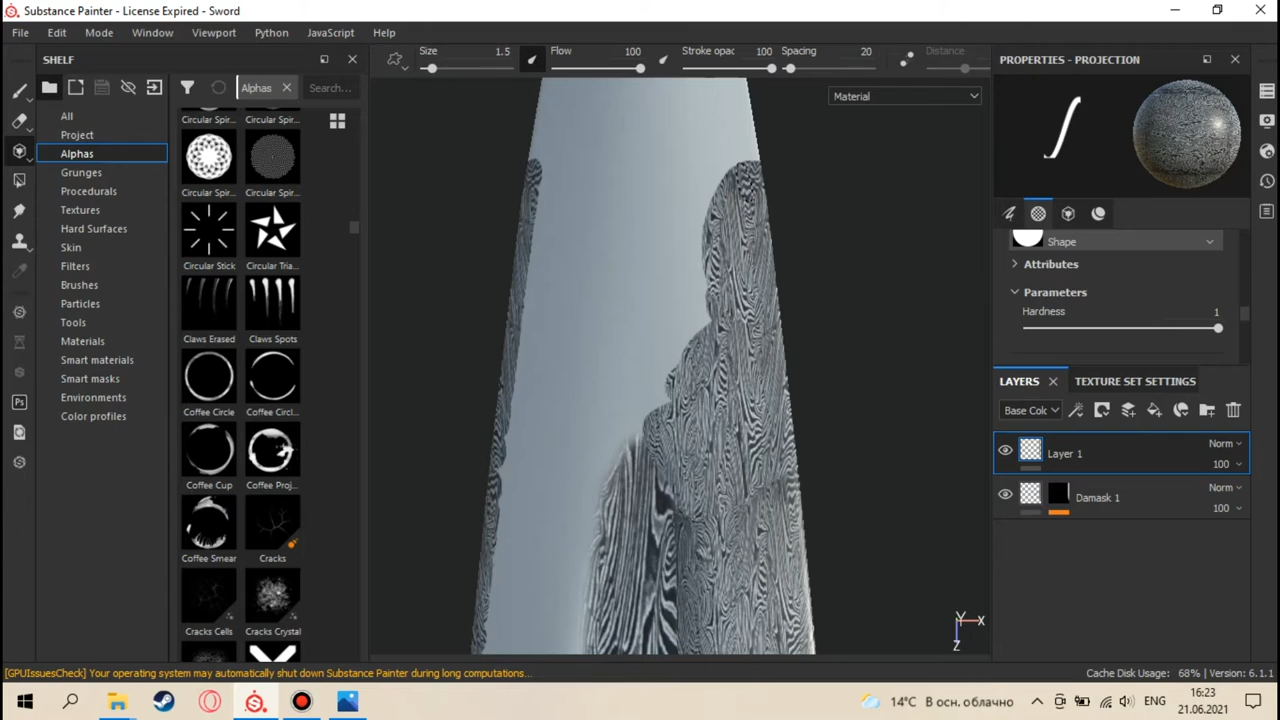 Substance Painter - License Expired - Sword
File Edit Mode Window Viewport Python JavaScript Help
SHELF
Size 1.5 Flow 100 Stroke opac 100 Spacing 20 Distance
PROPERTIES - PROJECTION
Alphas Search...
Material
All
Project
Alphas
Grunges
Procedurals
Textures
Hard Surfaces
Skin
Filters
Brushes
Particles
Tools
Materials
Smart materials
Smart masks
Environments
Color profiles
Circular Spir... Circular Spir...
Circular Spir... Circular Spir...
Circular Stick Circular Tria...
Claws Erased Claws Spots
Coffee Circle Coffee Circl...
Coffee Cup Coffee Proj...
Coffee Smear Cracks
Cracks Cells Cracks Crystal
Shape
Attributes
Parameters
Hardness 1
LAYERS TEXTURE SET SETTINGS
Base Colc
Norm
Layer 1
100
Norm
Damask 1
100
Y
X
Z
[GPUIssuesCheck] Your operating system may automatically shut down Substance Painter during long computations...
Cache Disk Usage: 68% | Version: 6.1.1
Ps
14°C В осн. облачно
ENG
16:23
21.06.2021